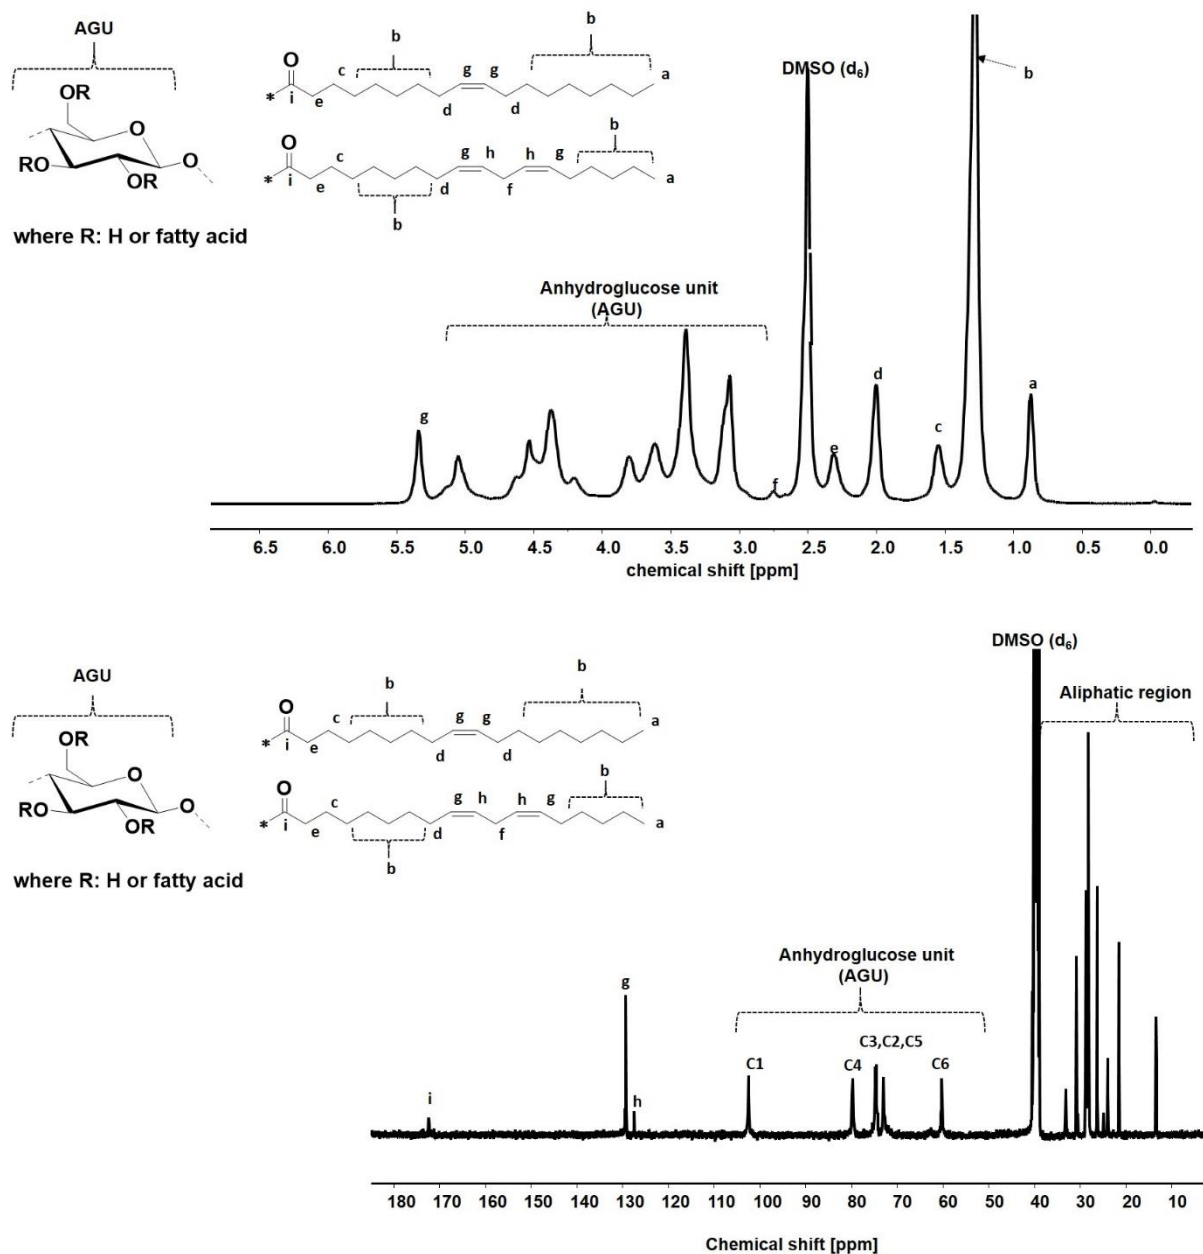 AGU
RO
O
RO
RO
O
where R: H or fatty acid
b
b
O
c
g
g
a
*
i
e
d
d
b
O
c
g
h
h
g
*
i
e
d
f
a
b
DMSO (d6)
b
Anhydroglucose unit
(AGU)
g
f
e
d
c
a
6.5 6.0 5.5 5.0 4.5 4.0 3.5 3.0 2.5 2.0 1.5 1.0 0.5 0.0
chemical shift [ppm]
AGU
RO
O
RO
RO
O
where R: H or fatty acid
b
b
O
c
g
g
a
*
i
e
d
d
b
O
c
g
h
h
g
*
i
e
d
f
a
b
DMSO (d6)
Aliphatic region
Anhydroglucose unit
(AGU)
i
g
h
C1
C4
C3,C2,C5
C6
180 170 160 150 140 130 120 110 100 90 80 70 60 50 40 30 20 10
Chemical shift [ppm]